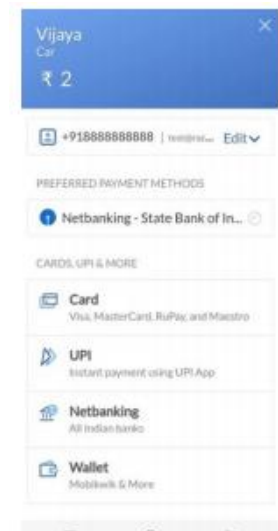 Vijaya
Car
₹ 2
+918888888888 | Edit
PREFERRED PAYMENT METHODS
Netbanking - State Bank of In...
CARDS, UPI & MORE
Card
Visa, MasterCard, RuPay, and Maestro
UPI
Instant payment using UPI App
Netbanking
All Indian banks
Wallet
Mobikwik & More